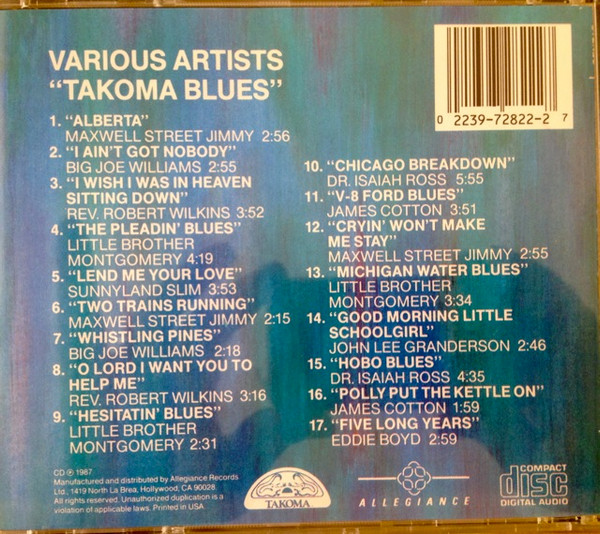 VARIOUS ARTISTS
“TAKOMA BLUES”
0 2239-72822-2 7
1. “ALBERTA”
MAXWELL STREET JIMMY 2:56
2. “I AIN’T GOT NOBODY”
BIG JOE WILLIAMS 2:55
3. “I WISH I WAS IN HEAVEN
SITTING DOWN”
REV. ROBERT WILKINS 3:52
4. “THE PLEADIN’ BLUES”
LITTLE BROTHER
MONTGOMERY 4:19
5. “LEND ME YOUR LOVE”
SUNNYLAND SLIM 3:53
6. “TWO TRAINS RUNNING”
MAXWELL STREET JIMMY 2:15
7. “WHISTLING PINES”
BIG JOE WILLIAMS 2:18
8. “O LORD I WANT YOU TO
HELP ME”
REV. ROBERT WILKINS 3:16
9. “HESITATIN’ BLUES”
LITTLE BROTHER
MONTGOMERY 2:31
10. “CHICAGO BREAKDOWN”
DR. ISAIAH ROSS 5:55
11. “V-8 FORD BLUES”
JAMES COTTON 3:51
12. “CRYIN’ WON’T MAKE
ME STAY”
MAXWELL STREET JIMMY 2:55
13. “MICHIGAN WATER BLUES”
LITTLE BROTHER
MONTGOMERY 3:34
14. “GOOD MORNING LITTLE
SCHOOLGIRL”
JOHN LEE GRANDERSON 2:46
15. “HOBO BLUES”
DR. ISAIAH ROSS 4:35
16. “POLLY PUT THE KETTLE ON”
JAMES COTTON 1:59
17. “FIVE LONG YEARS”
EDDIE BOYD 2:59
CD ℗ 1987
Manufactured and distributed by Allegiance Records
Ltd., 1419 North La Brea, Hollywood, CA 90028.
All rights reserved. Unauthorized duplication is a
violation of applicable laws. Printed in USA
TAKOMA
ALLEGIANCE
COMPACT
disc
DIGITAL AUDIO